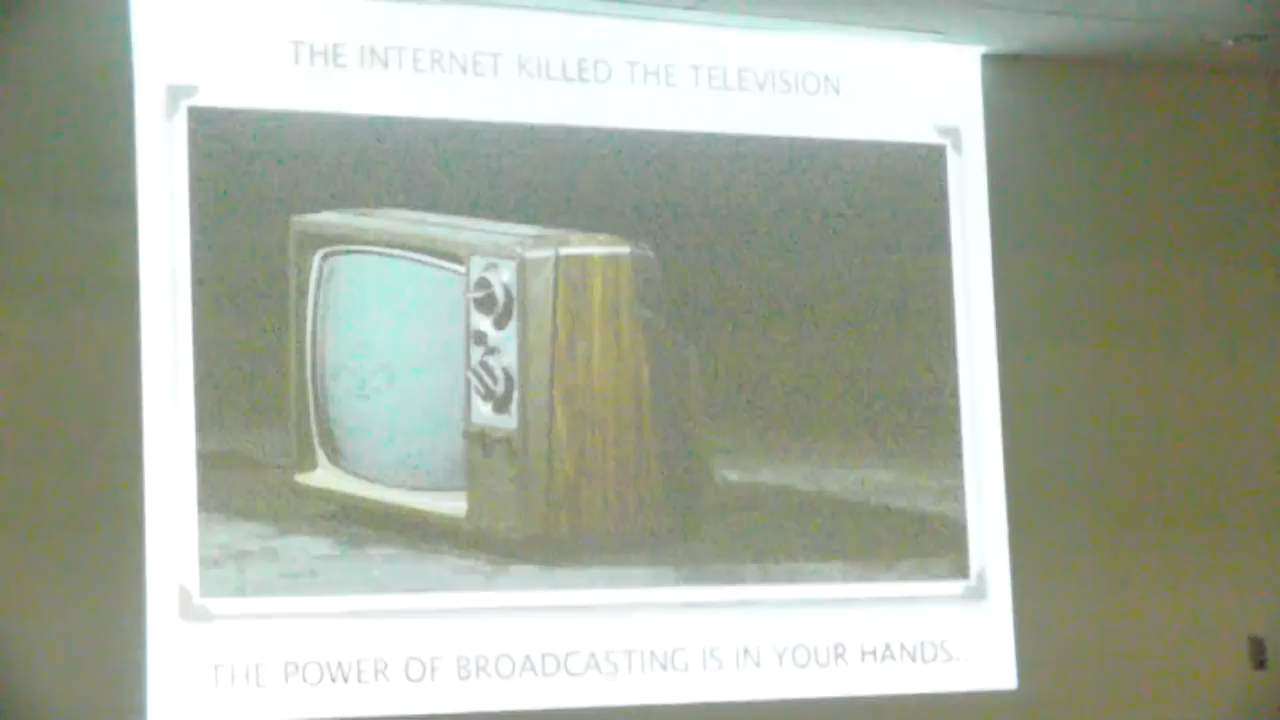 THE INTERNET KILLED THE TELEVISION
THE POWER OF BROADCASTING IS IN YOUR HANDS..